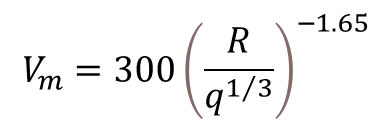 V_m = 300 (R / q^{1/3})^{-1.65}